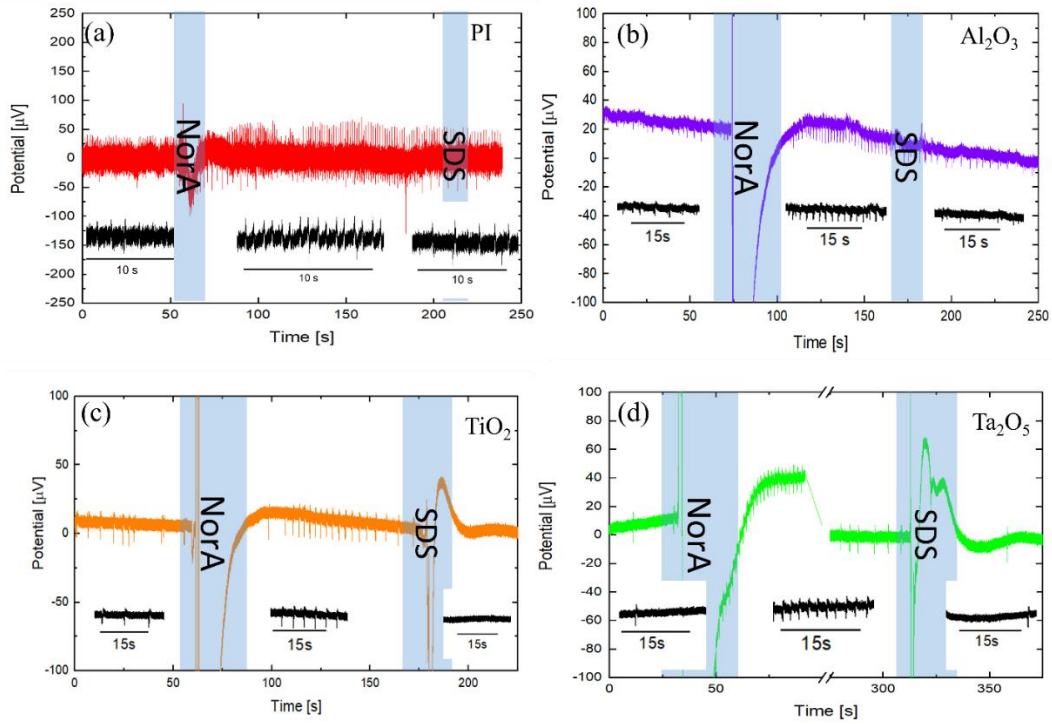 (a)
PI
250
200
150
100
50
0
-50
-100
-150
-200
-250
Potential [µV]
NorA
SDS
10 s
10 s
10 s
0 50 100 150 200 250
Time [s]
(b)
Al₂O₃
100
80
60
40
20
0
-20
-40
-60
-80
-100
Potential [µV]
NorA
SDS
15s
15s
15s
0 50 100 150 200 250
Time [s]
(c)
TiO₂
100
50
0
-50
-100
Potential [µV]
NorA
SDS
15s
15s
15s
0 50 100 150 200
Time [s]
(d)
Ta₂O₅
100
80
60
40
20
0
-20
-40
-60
-80
-100
Potential [µV]
NorA
SDS
15s
15s
15s
0 50 300 350
Time [s]